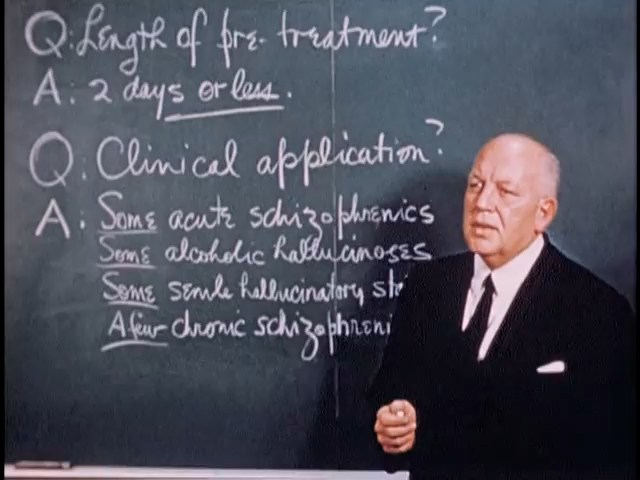 Q: Length of pre-treatment?
A: 2 days or less.
Q: Clinical application?
A: Some acute schizophrenics
Some alcoholic hallucinoses
Some senile hallucinatory
A few chronic